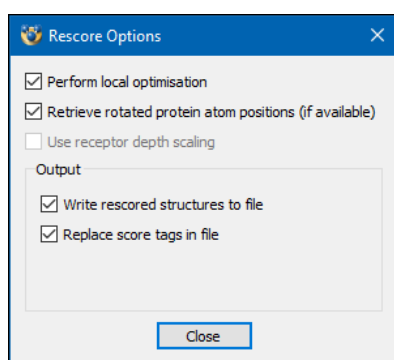 Rescore Options
Perform local optimisation
Retrieve rotated protein atom positions (if available)
Use receptor depth scaling
Output
Write rescored structures to file
Replace score tags in file
Close